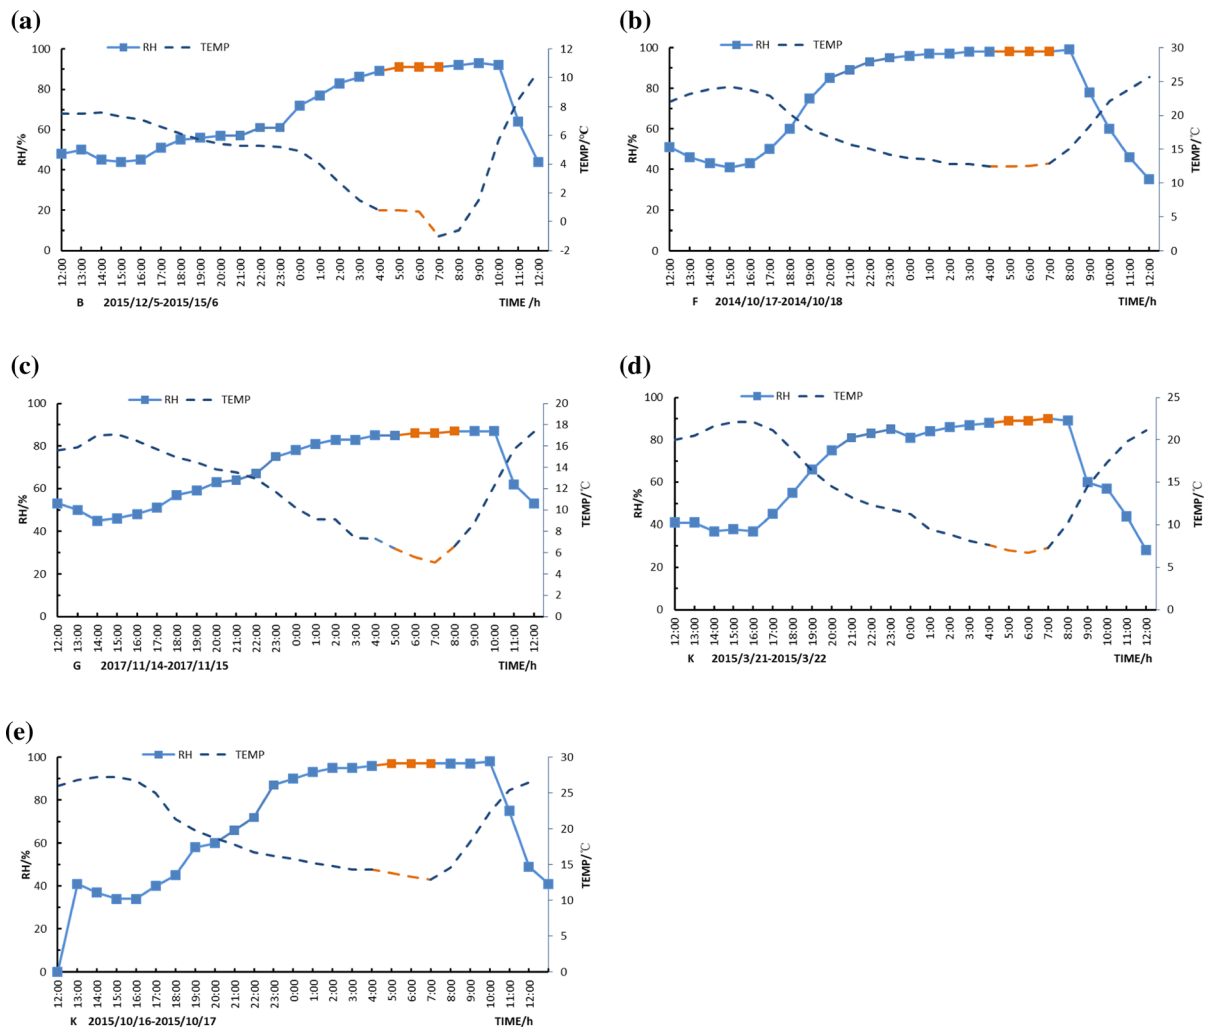 (a)
RH TEMP
100 80 60 40 20 0
RH/%
12 10 8 6 4 2 0 -2
TEMP/℃
12:00 13:00 14:00 15:00 16:00 17:00 18:00 19:00 20:00 21:00 22:00 23:00 0:00 1:00 2:00 3:00 4:00 5:00 6:00 7:00 8:00 9:00 10:00 11:00 12:00
B 2015/12/5-2015/15/6 TIME /h
(b)
RH TEMP
100 80 60 40 20 0
RH/%
30 25 20 15 10 5 0
TEMP/℃
12:00 13:00 14:00 15:00 16:00 17:00 18:00 19:00 20:00 21:00 22:00 23:00 0:00 1:00 2:00 3:00 4:00 5:00 6:00 7:00 8:00 9:00 10:00 11:00 12:00
F 2014/10/17-2014/10/18 TIME/h
(c)
RH TEMP
100 80 60 40 20 0
RH/%
20 18 16 14 12 10 8 6 4 2 0
TEMP/℃
12:00 13:00 14:00 15:00 16:00 17:00 18:00 19:00 20:00 21:00 22:00 23:00 0:00 1:00 2:00 3:00 4:00 5:00 6:00 7:00 8:00 9:00 10:00 11:00 12:00
G 2017/11/14-2017/11/15 TIME/h
(d)
RH TEMP
100 80 60 40 20 0
RH/%
25 20 15 10 5 0
TEMP/℃
12:00 13:00 14:00 15:00 16:00 17:00 18:00 19:00 20:00 21:00 22:00 23:00 0:00 1:00 2:00 3:00 4:00 5:00 6:00 7:00 8:00 9:00 10:00 11:00 12:00
K 2015/3/21-2015/3/22 TIME/h
(e)
RH TEMP
100 80 60 40 20 0
RH/%
30 25 20 15 10 5 0
TEMP/℃
12:00 13:00 14:00 15:00 16:00 17:00 18:00 19:00 20:00 21:00 22:00 23:00 0:00 1:00 2:00 3:00 4:00 5:00 6:00 7:00 8:00 9:00 10:00 11:00 12:00
K 2015/10/16-2015/10/17 TIME/h